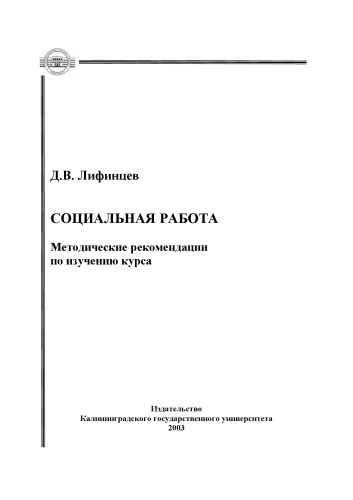 Д.В. Лифинцев
СОЦИАЛЬНАЯ РАБОТА
Методические рекомендации
по изучению курса
Издательство
Калининградского государственного университета
2003